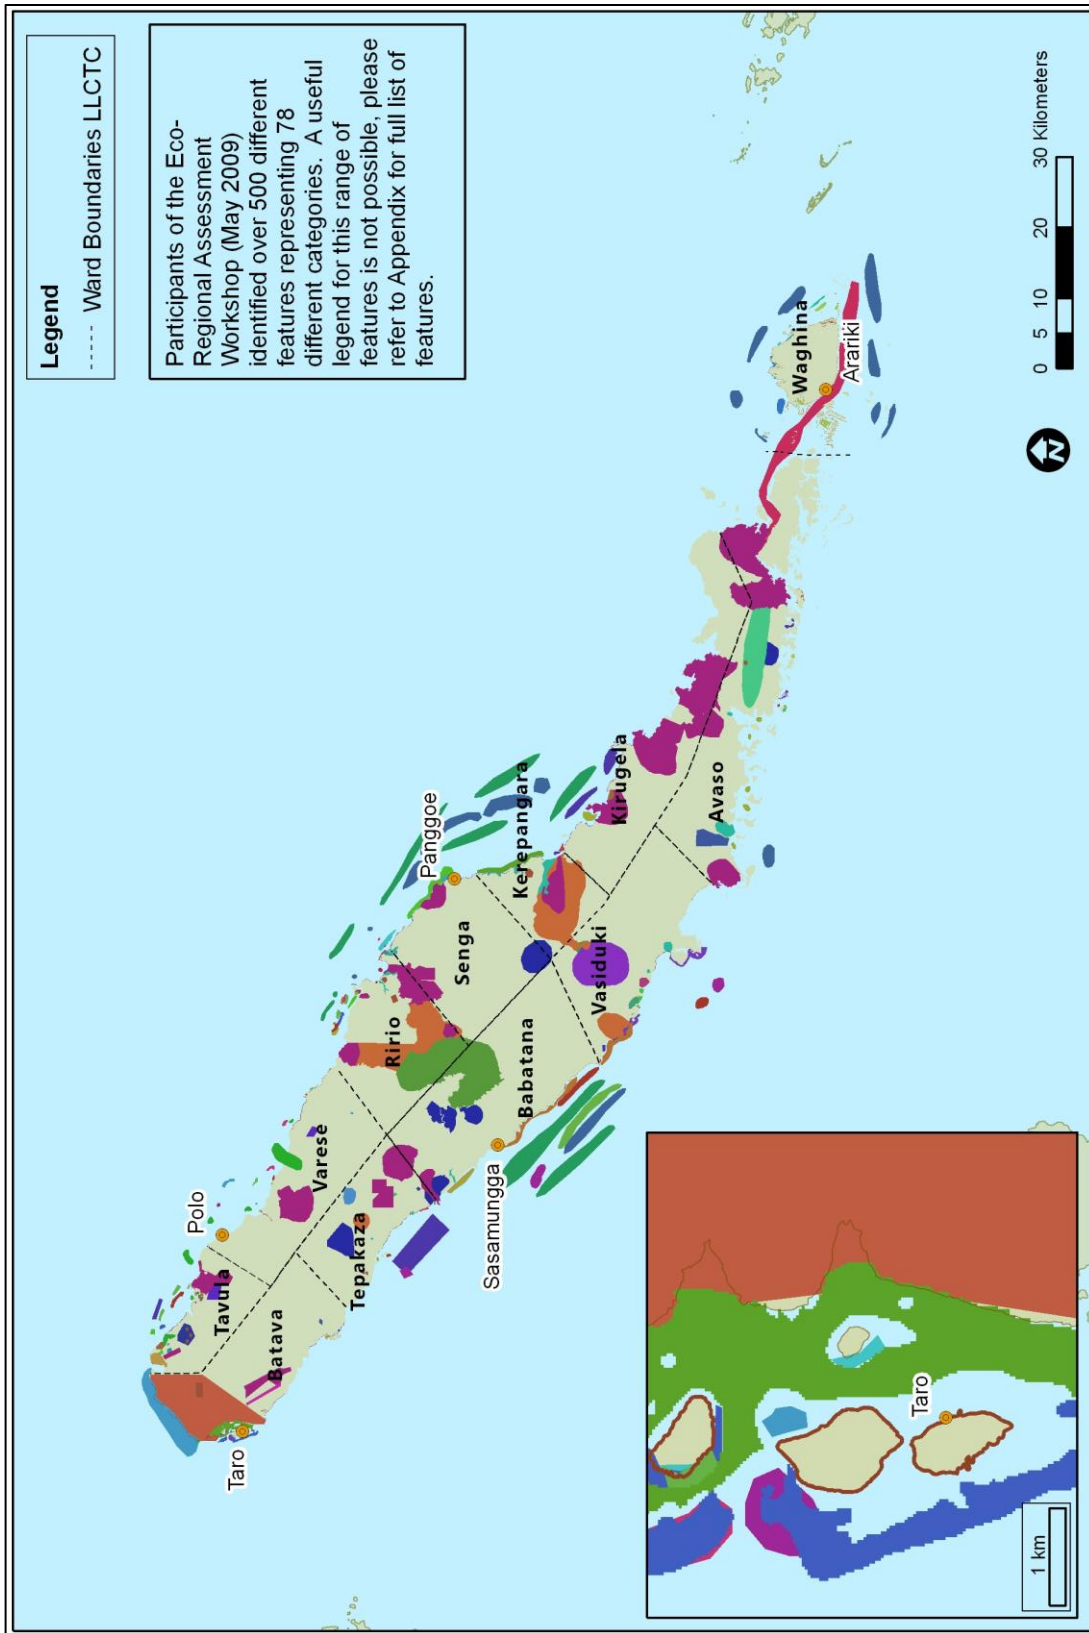 Legend
Ward Boundaries LLCTC
Participants of the Eco-
Regional Assessment
Workshop (May 2009)
identified over 500 different
features representing 78
different categories. A useful
legend for this range of
features is not possible, please
refer to Appendix for full list of
features.
Polo
Taro
Tavula
Batava
Varese
Tepakaza
Ririo
Sasamungga
Babatana
Senga
Panggoe
Kerepangara
Vasiduki
Kirugela
Avaso
Waghina
Arariki
N
0 5 10 20 30 Kilometers
Taro
1 km